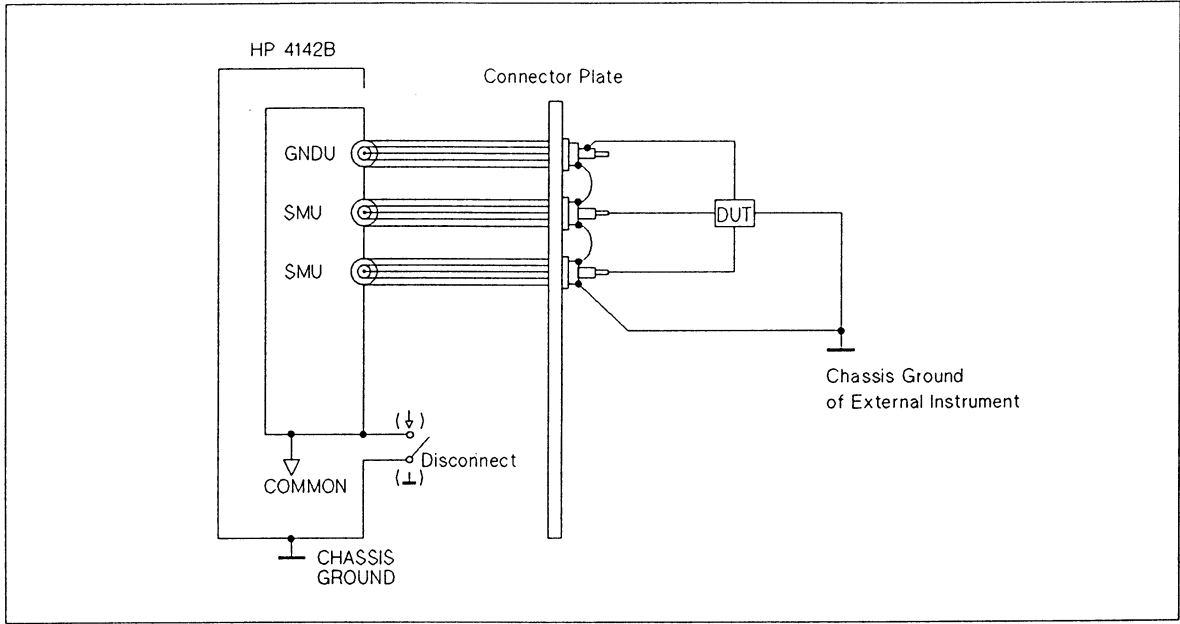 HP 4142B
Connector Plate
GNDU
SMU
DUT
SMU
Chassis Ground
of External Instrument
Disconnect
COMMON
CHASSIS
GROUND